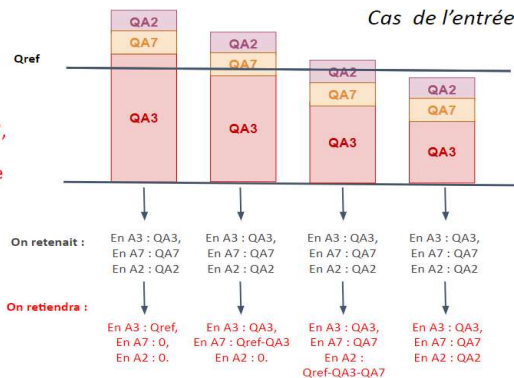 Cas de l'entrée
QA2
QA7
QA3
QA2
QA7
QA3
QA2
QA7
QA3
QA2
QA7
QA3
Qref
,
e
On retenait :
En A3 : QA3,
En A7 : QA7
En A2 : QA2
En A3 : QA3,
En A7 : QA7
En A2 : QA2
En A3 : QA3,
En A7 : QA7
En A2 : QA2
En A3 : QA3,
En A7 : QA7
En A2 : QA2
On retiendra :
En A3 : Qref,
En A7 : 0,
En A2 : 0.
En A3 : QA3,
En A7 : Qref-QA3
En A2 : 0.
En A3 : QA3,
En A7 : QA7
En A2 :
Qref-QA3-QA7
En A3 : QA3,
En A7 : QA7
En A2 : QA2